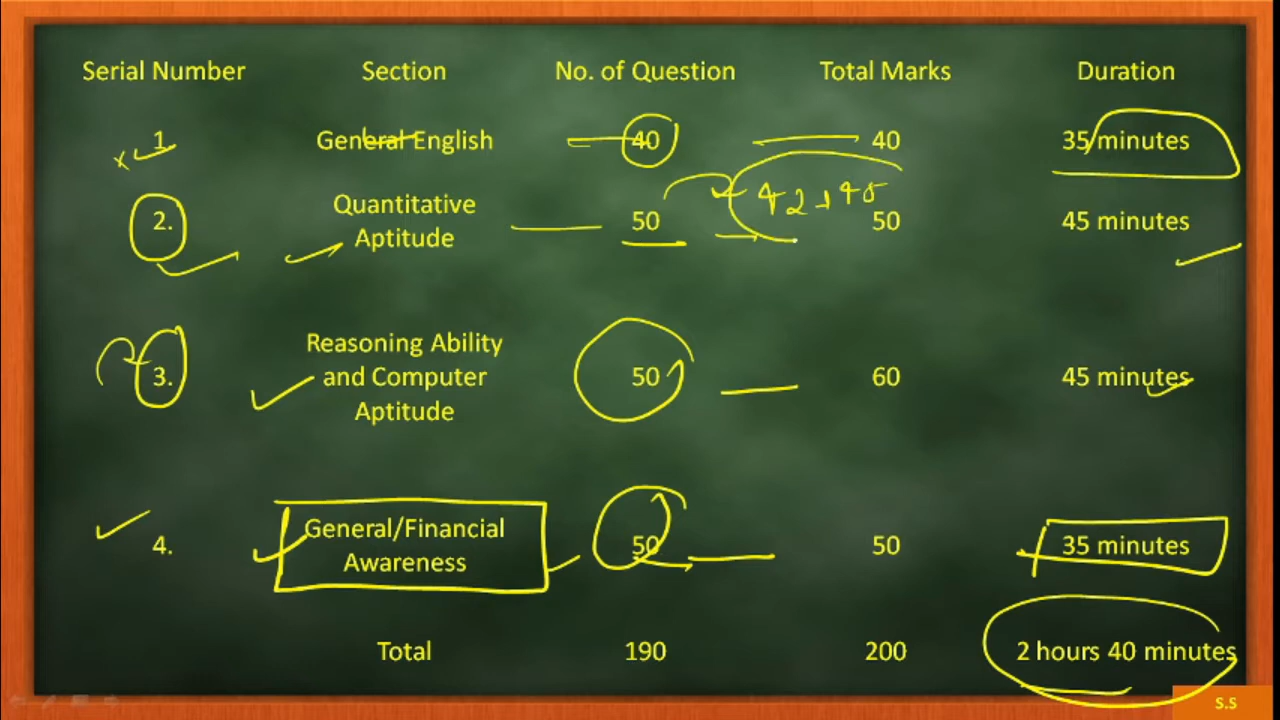 Serial Number Section No. of Question Total Marks Duration
1. General English 40 40 35 minutes
42 + 45
2. Quantitative Aptitude 50 50 45 minutes
3. Reasoning Ability and Computer Aptitude 50 60 45 minutes
4. General/Financial Awareness 50 50 35 minutes
Total 190 200 2 hours 40 minutes
S.S